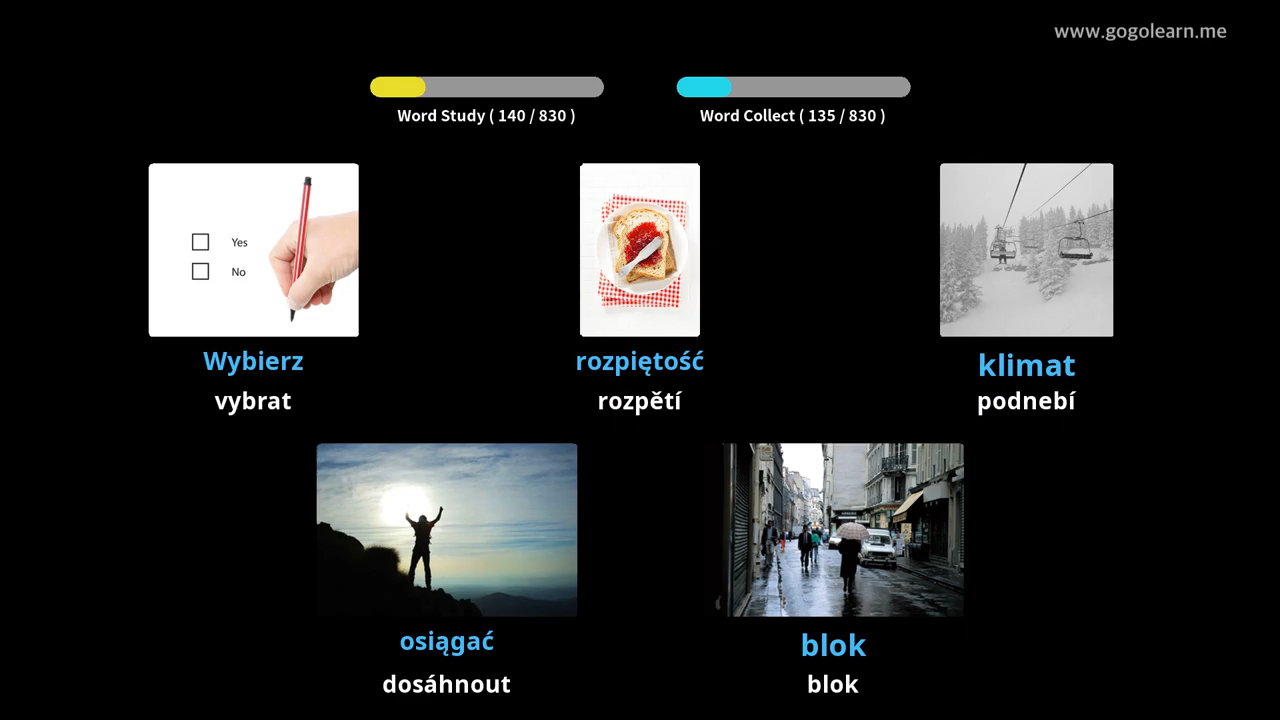 www.gogolearn.me
Word Study ( 140 / 830 )
Word Collect ( 135 / 830 )
Yes
No
Wybierz
vybrat
rozpiętość
rozpětí
klimat
podnebí
osiągać
dosáhnout
blok
blok